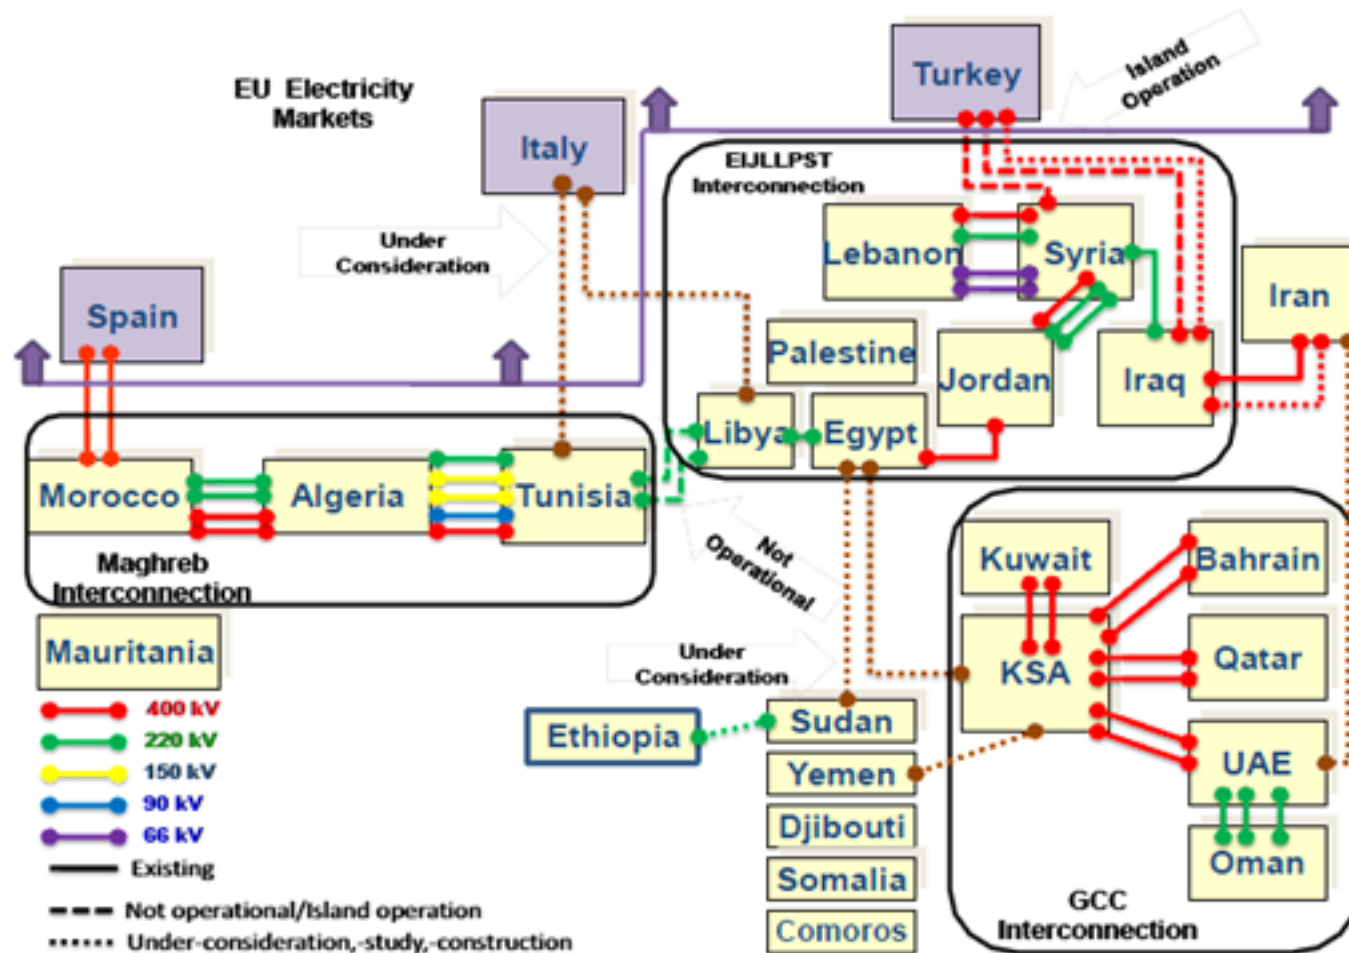 EU Electricity
Markets
Turkey
Island
Operation
Italy
EIJLLPST
Interconnection
Under
Consideration
Lebanon
Syria
Spain
Iran
Palestine
Jordan
Iraq
Libya
Egypt
Morocco
Algeria
Tunisia
Maghreb
Interconnection
Not
Operational
Kuwait
Bahrain
Mauritania
Under
Consideration
KSA
Qatar
400 kV
220 kV
150 kV
90 kV
66 kV
Existing
Not operational/Island operation
Under-consideration,-study,-construction
Ethiopia
Sudan
Yemen
Djibouti
Somalia
Comoros
UAE
Oman
GCC
Interconnection